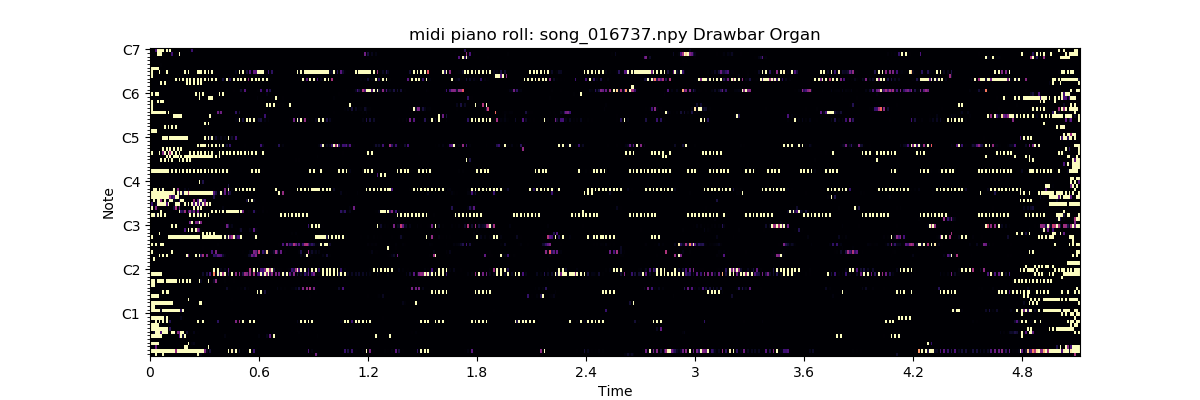 midi piano roll: song_016737.npy Drawbar Organ
C7
C6
C5
C4
C3
C2
C1
Note
0 0.6 1.2 1.8 2.4 3 3.6 4.2 4.8
Time